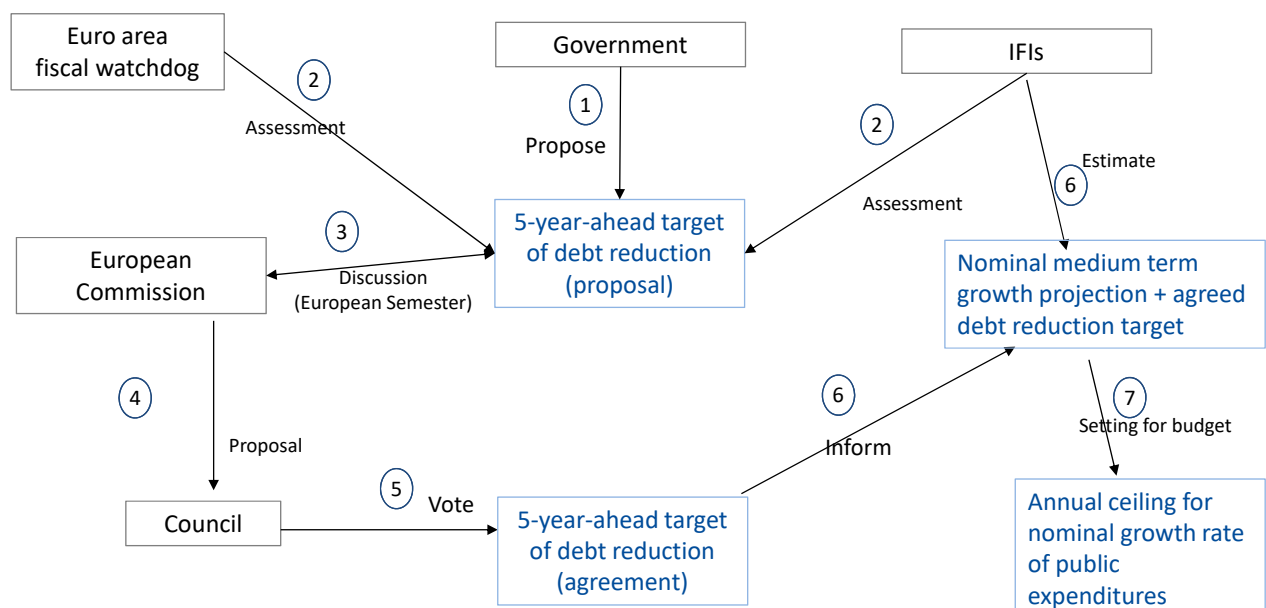 Euro area
fiscal watchdog
Government
IFIs
2
Assessment
1
Propose
2
Assessment
Estimate
6
5-year-ahead target
of debt reduction
(proposal)
3
Discussion
(European Semester)
European
Commission
Nominal medium term
growth projection + agreed
debt reduction target
4
Proposal
6
Inform
7
Setting for budget
Council
5
Vote
5-year-ahead target
of debt reduction
(agreement)
Annual ceiling for
nominal growth rate
of public
expenditures